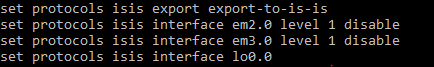 set protocols isis export export-to-is-is
set protocols isis interface em2.0 level 1 disable
set protocols isis interface em3.0 level 1 disable
set protocols isis interface lo0.0